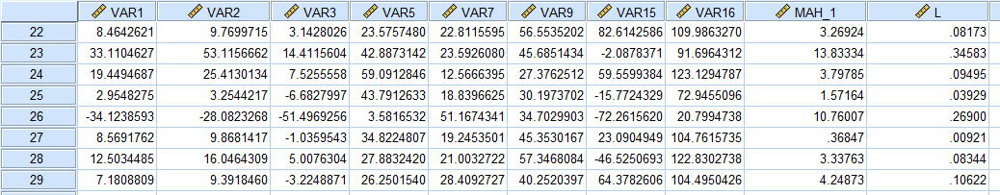 VAR1 VAR2 VAR3 VAR5 VAR7 VAR9 VAR15 VAR16 MAH_1 L
22 8.4642621 9.7699715 3.1428026 23.5757480 22.8115595 56.5535202 82.6142586 109.9863270 3.26924 .08173
23 33.1104627 53.1156662 14.4115604 42.8873142 23.5926080 45.6851434 -2.0878371 91.6964312 13.83334 .34583
24 19.4494687 25.4130134 7.5255558 59.0912846 12.5666395 27.3762512 59.5599384 123.1294787 3.79785 .09495
25 2.9548275 3.2544217 -6.6827997 43.7912633 18.8396625 30.1973702 -15.7724329 72.9455096 1.57164 .03929
26 -34.1238593 -28.0823268 -51.4969256 3.5816532 51.1674341 34.7029903 -72.2615620 20.7994738 10.76007 .26900
27 8.5691762 9.8681417 -1.0359543 34.8224807 19.2453501 45.3530167 23.0904949 104.7615735 .36847 .00921
28 12.5034485 16.0464309 5.0076304 27.8832420 21.0032722 57.3468084 -46.5250693 122.8302738 3.33763 .08344
29 7.1808809 9.3918460 -3.2248871 26.2501540 28.4092727 40.2520397 64.3782606 104.4950426 4.24873 .10622